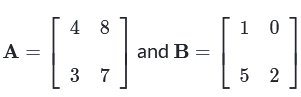 A = [ 4 8 ] and B = [ 1 0 ]
[ 3 7 ] [ 5 2 ]